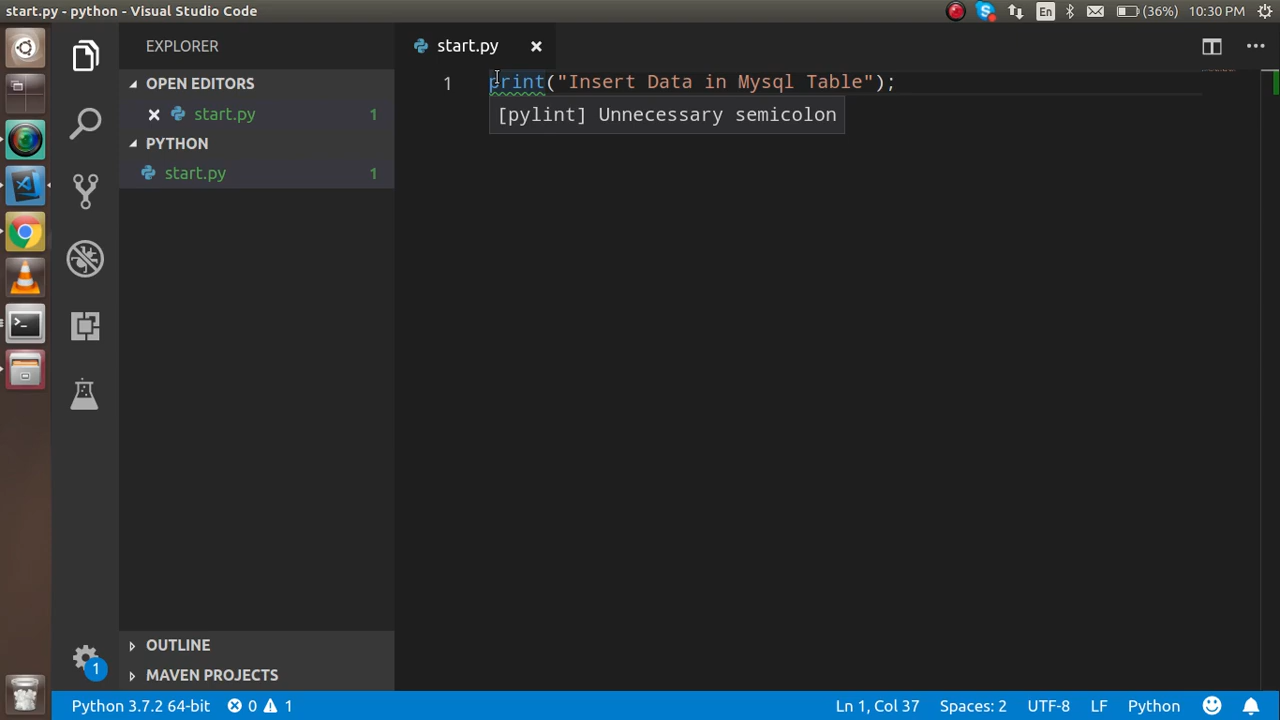 start.py - python - Visual Studio Code
En
(36%)
10:30 PM
EXPLORER
OPEN EDITORS
start.py 1
PYTHON
start.py 1
OUTLINE
MAVEN PROJECTS
1
start.py
1 print("Insert Data in Mysql Table");
[pylint] Unnecessary semicolon
Python 3.7.2 64-bit 0 1 Ln 1, Col 37 Spaces: 2 UTF-8 LF Python